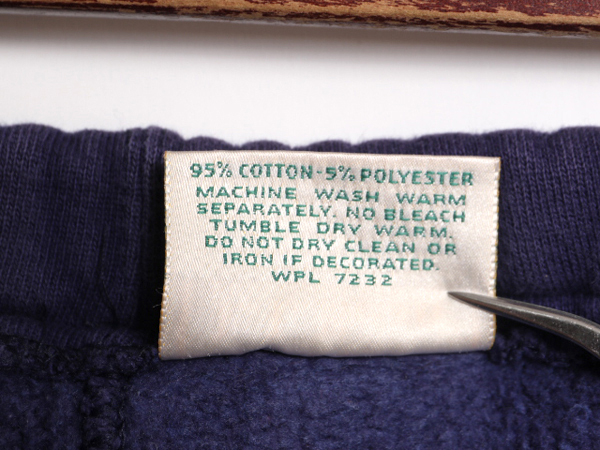 95% COTTON-5% POLYESTER
MACHINE WASH WARM
SEPARATELY. NO BLEACH
TUMBLE DRY WARM.
DO NOT DRY CLEAN OR
IRON IF DECORATED.
WPL 7232